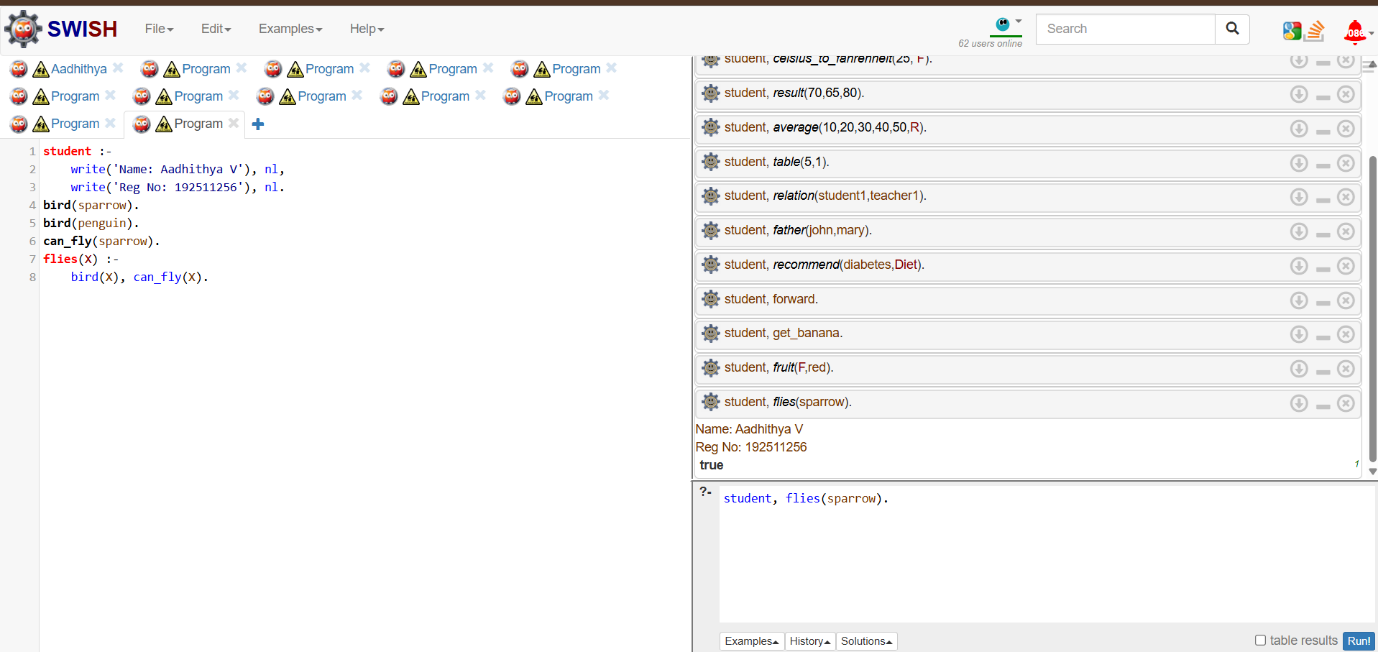 SWISH File Edit Examples Help 62 users online Search
Aadhithya Program Program Program Program
Program Program Program Program Program
Program Program
1 student :-
2 write('Name: Aadhithya V'), nl,
3 write('Reg No: 192511256'), nl.
4 bird(sparrow).
5 bird(penguin).
6 can_fly(sparrow).
7 flies(X) :-
8 bird(X), can_fly(X).
student, celsius_to_fahrenheit(25, F).
student, result(70,65,80).
student, average(10,20,30,40,50,R).
student, table(5,1).
student, relation(student1,teacher1).
student, father(john,mary).
student, recommend(diabetes,Diet).
student, forward.
student, get_banana.
student, fruit(F,red).
student, flies(sparrow).
Name: Aadhithya V
Reg No: 192511256
true 1
?- student, flies(sparrow).
Examples History Solutions table results Run!